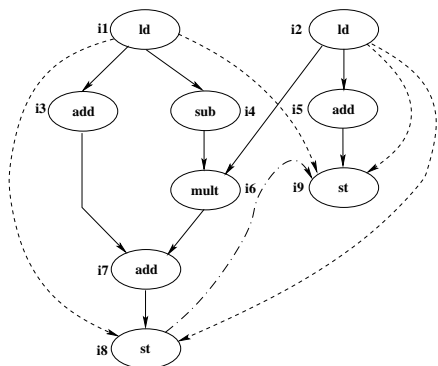 i1 ld i2 ld
i3 add sub i4 i5 add
mult i6 i9 st
i7 add
i8 st